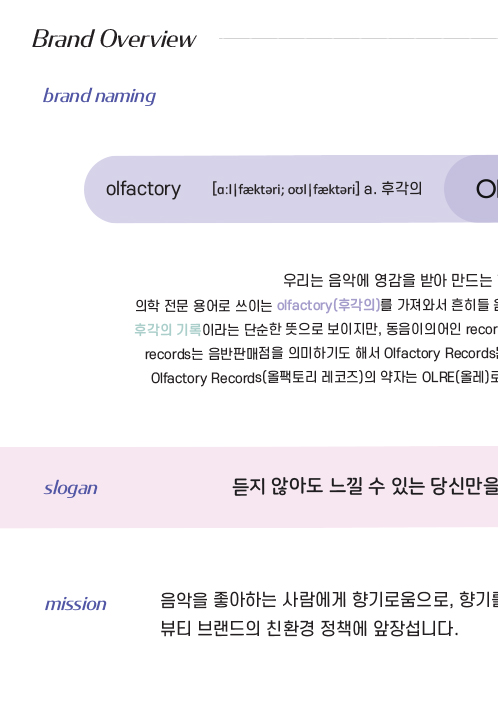 Brand Overview
brand naming
olfactory [ɑ:l|fæktəri; oʊl|fæktəri] a. 후각의
우리는 음악에 영감을 받아 만드는
의학 전문 용어로 쓰이는 olfactory(후각의)를 가져와서 흔히들
후각의 기록이라는 단순한 뜻으로 보이지만, 동음이의어인 recor
records는 음반판매점을 의미하기도 해서 Olfactory Records
Olfactory Records(올팩토리 레코즈)의 약자는 OLRE(올레)로
slogan 듣지 않아도 느낄 수 있는 당신만을
mission 음악을 좋아하는 사람에게 향기로움으로, 향기를
뷰티 브랜드의 친환경 정책에 앞장섭니다.